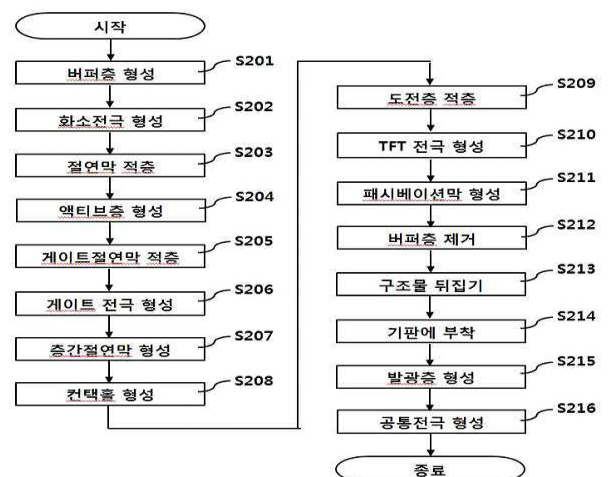 시작
버퍼층 형성
S201
화소전극 형성
S202
절연막 적층
S203
액티브층 형성
S204
게이트절연막 적층
S205
게이트 전극 형성
S206
층간절연막 형성
S207
컨택홀 형성
S208
도전층 적층
S209
TFT 전극 형성
S210
패시베이션막 형성
S211
버퍼층 제거
S212
구조물 뒤집기
S213
기판에 부착
S214
발광층 형성
S215
공통전극 형성
S216
종료